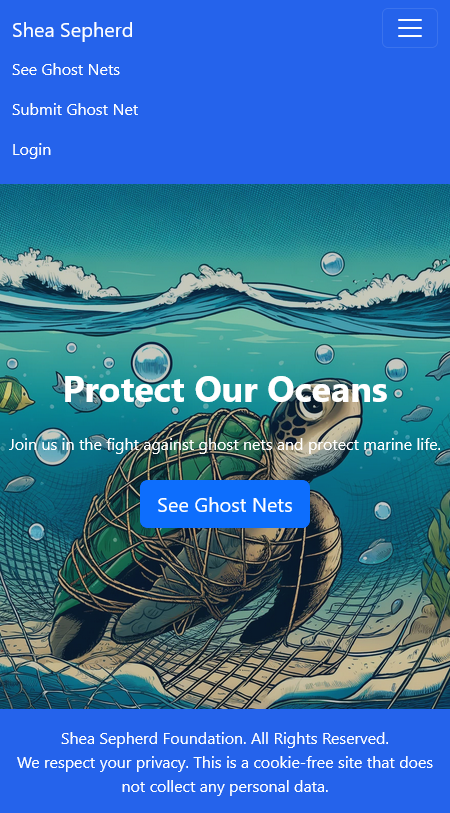 Shea Sepherd
See Ghost Nets
Submit Ghost Net
Login
Protect Our Oceans
Join us in the fight against ghost nets and protect marine life.
See Ghost Nets
Shea Sepherd Foundation. All Rights Reserved.
We respect your privacy. This is a cookie-free site that does
not collect any personal data.